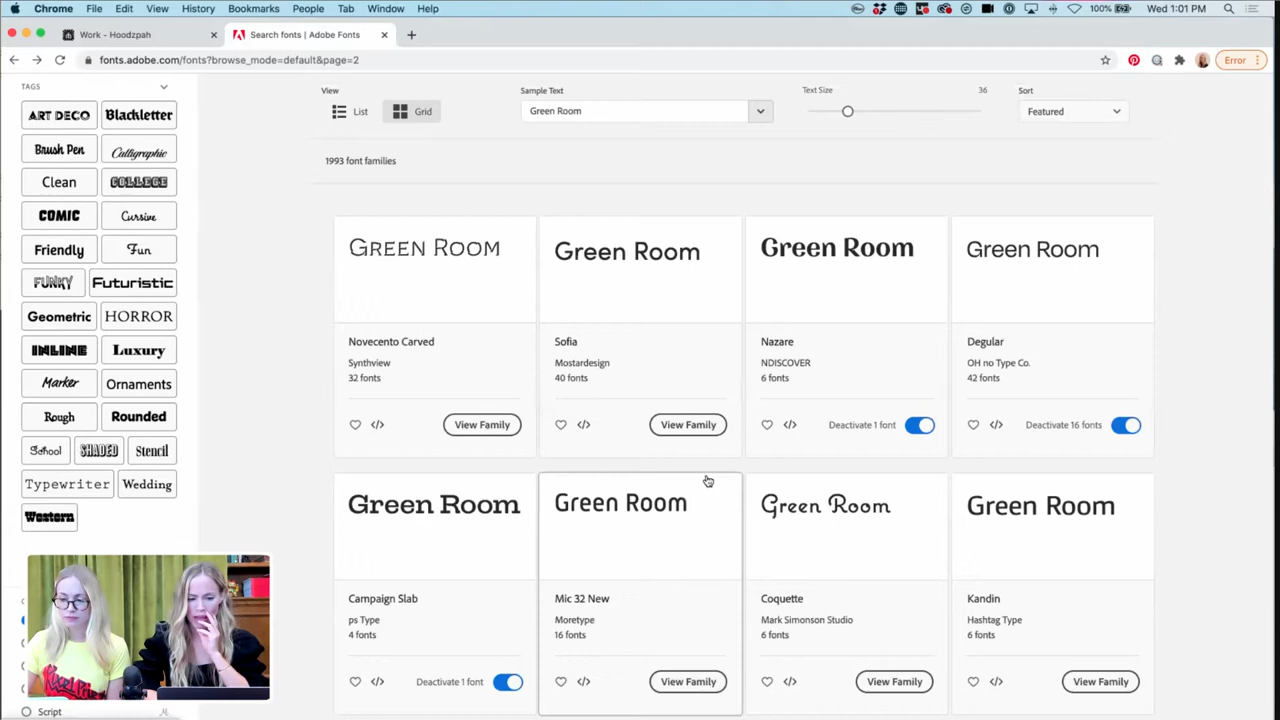 Chrome File Edit View History Bookmarks People Tab Window Help 100% Wed 1:01 PM
Work - Hoodzpah Search fonts | Adobe Fonts
fonts.adobe.com/fonts?browse_mode=default&page=2 Error
TAGS
ART DECO Blackletter
Brush Pen Calligraphic
Clean COLLEGE
COMIC Cursive
Friendly Fun
FUNKY Futuristic
Geometric HORROR
INLINE Luxury
Marker Ornaments
Rough Rounded
School SHADED Stencil
Typewriter Wedding
Western
Script
View Sample Text Text Size 36 Sort
List Grid Green Room Featured
1993 font families
GREEN ROOM
Novecento Carved
Synthview
32 fonts
View Family
Green Room
Sofia
Mostardesign
40 fonts
View Family
Green Room
Nazare
NDISCOVER
6 fonts
Deactivate 1 font
Green Room
Degular
OH no Type Co.
42 fonts
Deactivate 16 fonts
Green Room
Campaign Slab
ps Type
4 fonts
Deactivate 1 font
Green Room
Mic 32 New
Moretype
16 fonts
View Family
Green Room
Coquette
Mark Simonson Studio
6 fonts
View Family
Green Room
Kandin
Hashtag Type
6 fonts
View Family